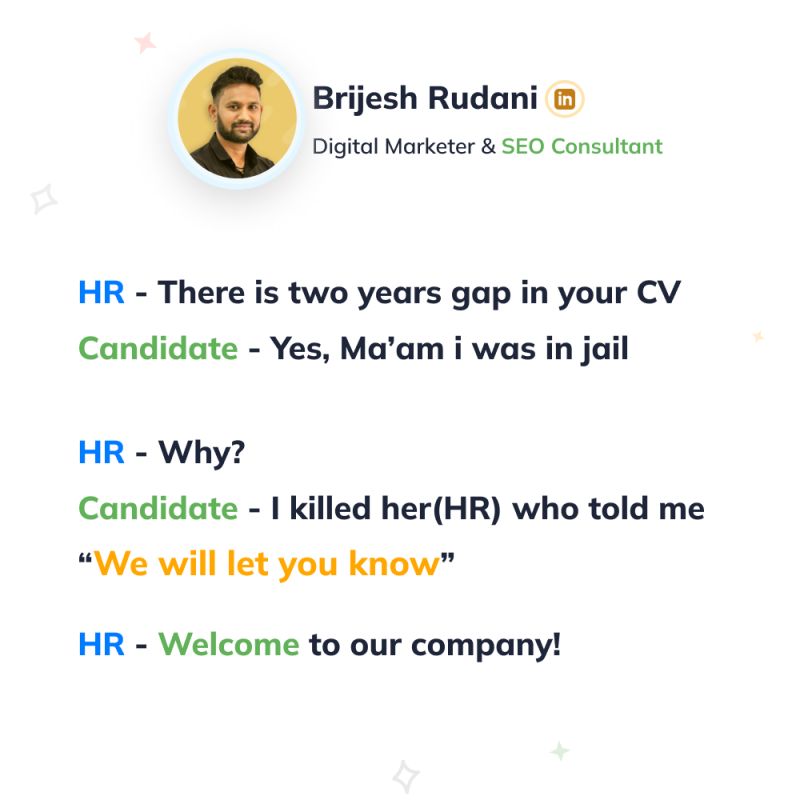 Brijesh Rudani in
Digital Marketer & SEO Consultant
HR - There is two years gap in your CV
Candidate - Yes, Ma’am i was in jail
HR - Why?
Candidate - I killed her(HR) who told me
“We will let you know”
HR - Welcome to our company!